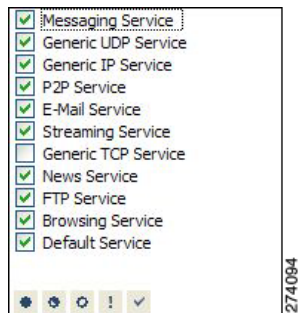 Messaging Service
Generic UDP Service
Generic IP Service
P2P Service
E-Mail Service
Streaming Service
Generic TCP Service
News Service
FTP Service
Browsing Service
Default Service
274094